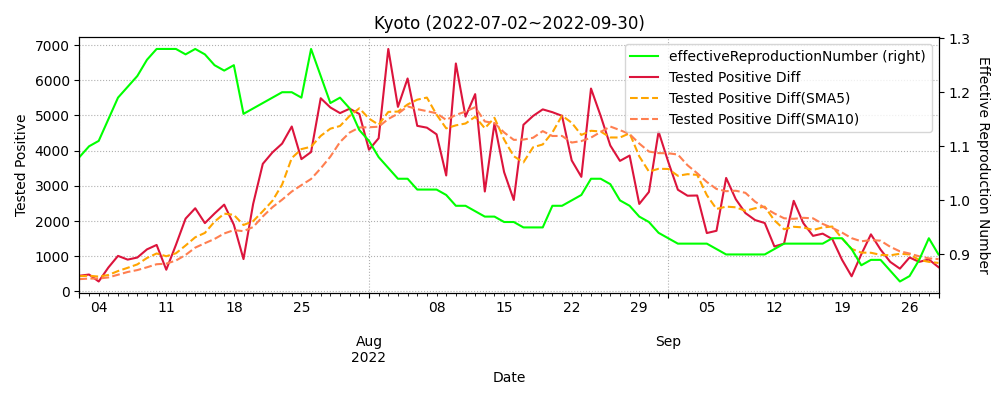 Kyoto (2022-07-02~2022-09-30)
effectiveReproductionNumber (right)
Tested Positive Diff
Tested Positive Diff(SMA5)
Tested Positive Diff(SMA10)
Tested Positive
7000
6000
5000
4000
3000
2000
1000
0
Effective Reproduction Number
1.3
1.2
1.1
1.0
0.9
04 11 18 25 08 15 22 29 05 12 19 26
Aug Sep
2022
Date